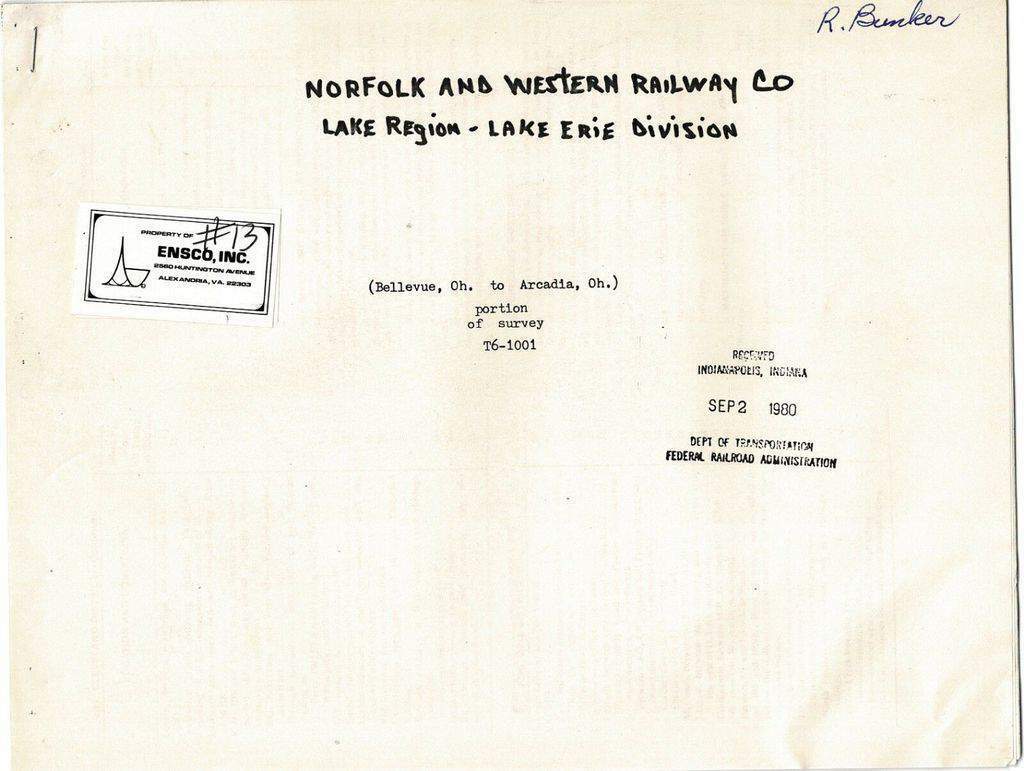 R. Bunker
NORFOLK AND WESTERN RAILWAY CO
LAKE REgiON - LAKE ERiE DiViSiON
PROPERTY OF #13
ENSCO, INC.
2560 HUNTINGTON AVENUE
ALEXANDRIA, VA. 22303
(Bellevue, Oh. to Arcadia, Oh.)
portion
of survey
T6-1001
RECEIVED
INDIANAPOLIS, INDIANA
SEP 2 1980
DEPT OF TRANSPORTATION
FEDERAL RAILROAD ADMINISTRATION